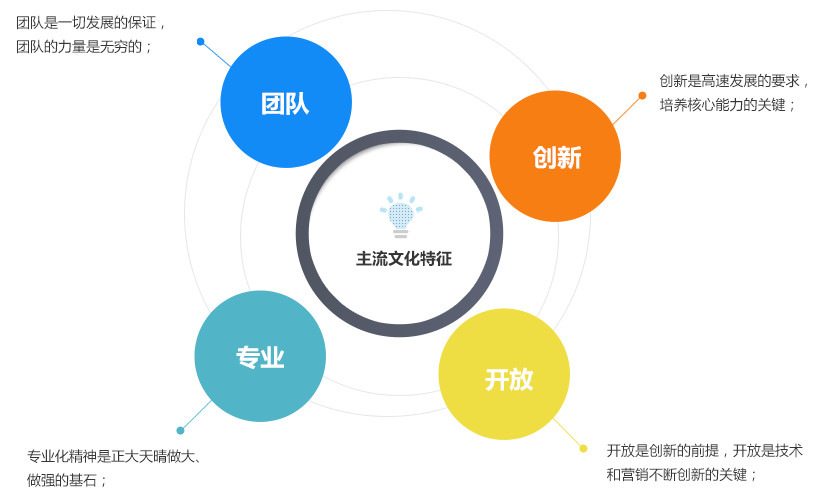 团队是一切发展的保证，
团队的力量是无穷的；
团队
创新是高速发展的要求，
培养核心能力的关键；
创新
主流文化特征
专业
专业化精神是正大天晴做大、
做强的基石；
开放
开放是创新的前提，开放是技术
和营销不断创新的关键；